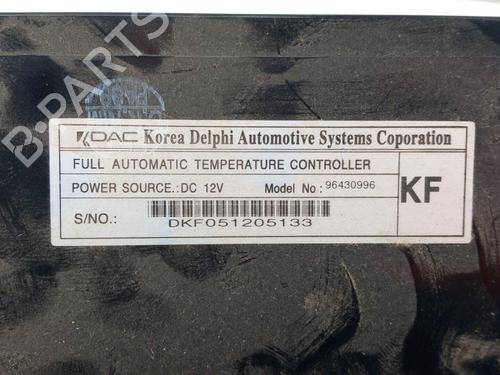 B-PARTS
KDAC Korea Delphi Automotive Systems Coporation
FULL AUTOMATIC TEMPERATURE CONTROLLER
POWER SOURCE.:DC 12V Model No : 96430996
KF
S/NO.:
DKF051205133